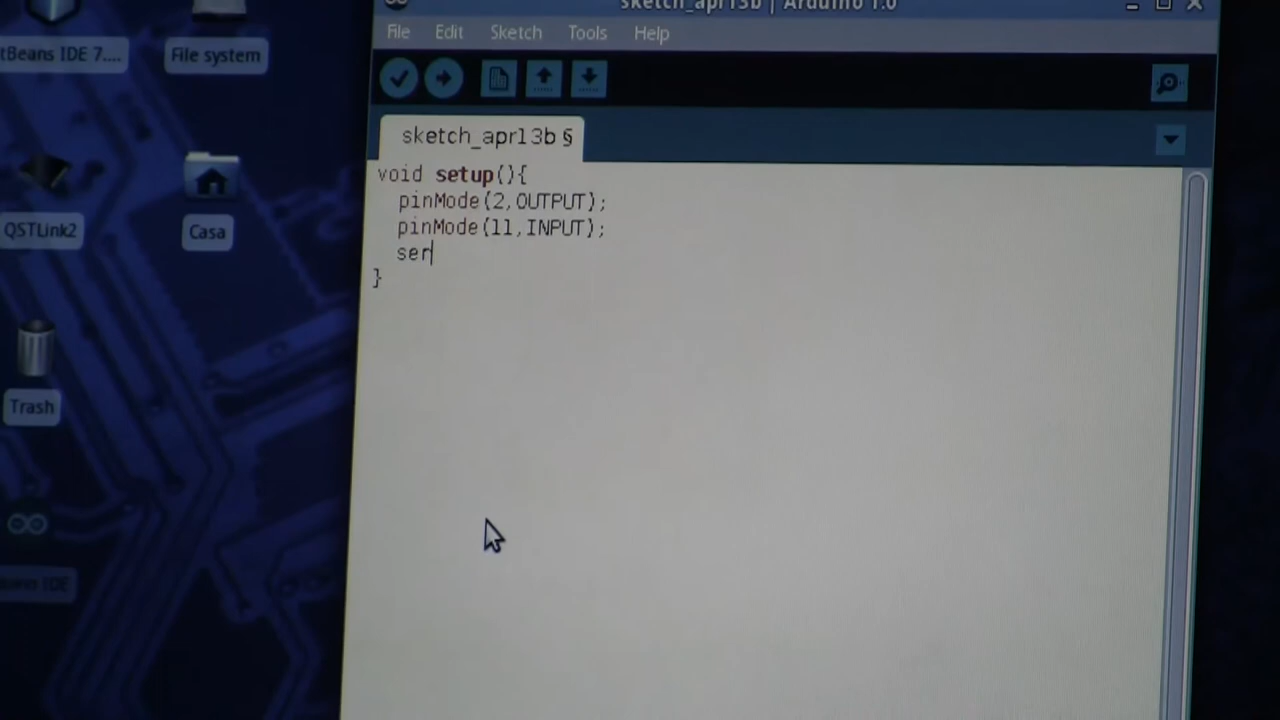 sketch_apr13b | Arduino 1.0
File Edit Sketch Tools Help
sketch_apr13b §
void setup(){
pinMode(2,OUTPUT);
pinMode(11,INPUT);
ser
}
tBeans IDE 7....
File system
QSTLink2
Casa
Trash
IDE